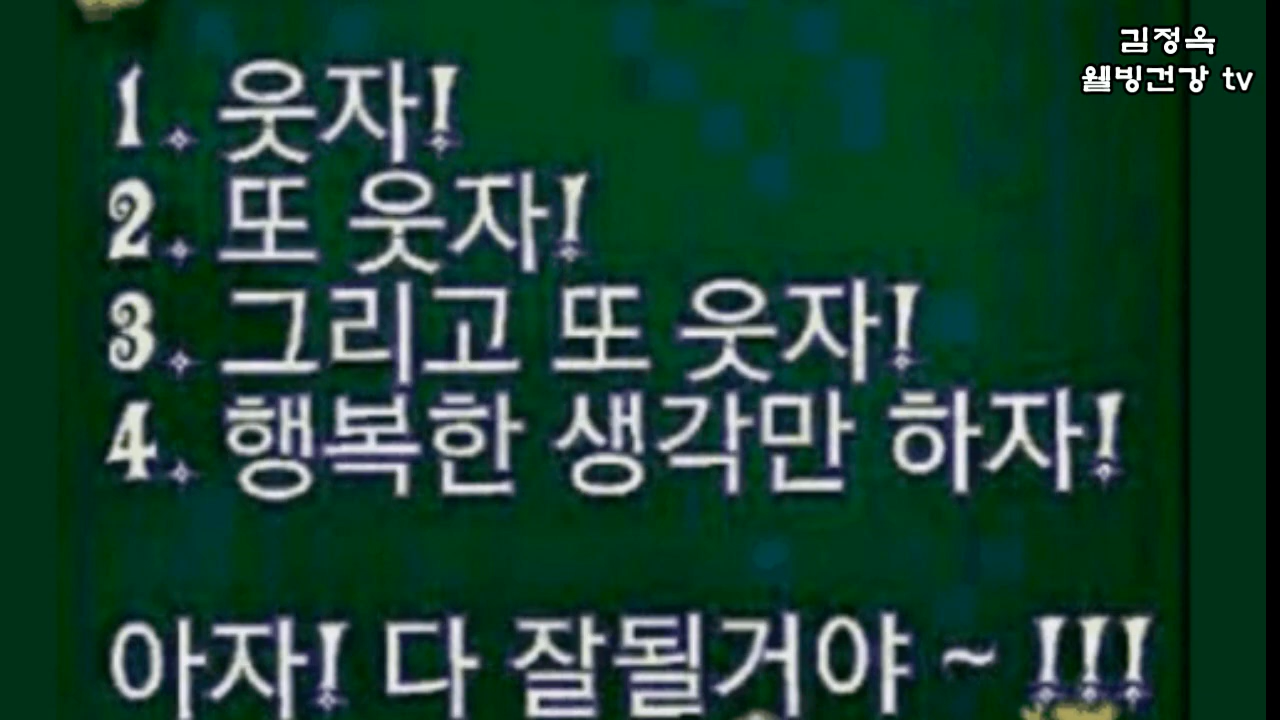 김정옥
웰빙건강 tv
1. 웃자!
2. 또 웃자!
3. 그리고 또 웃자!
4. 행복한 생각만 하자!
아자! 다 잘될거야 ~ !!!